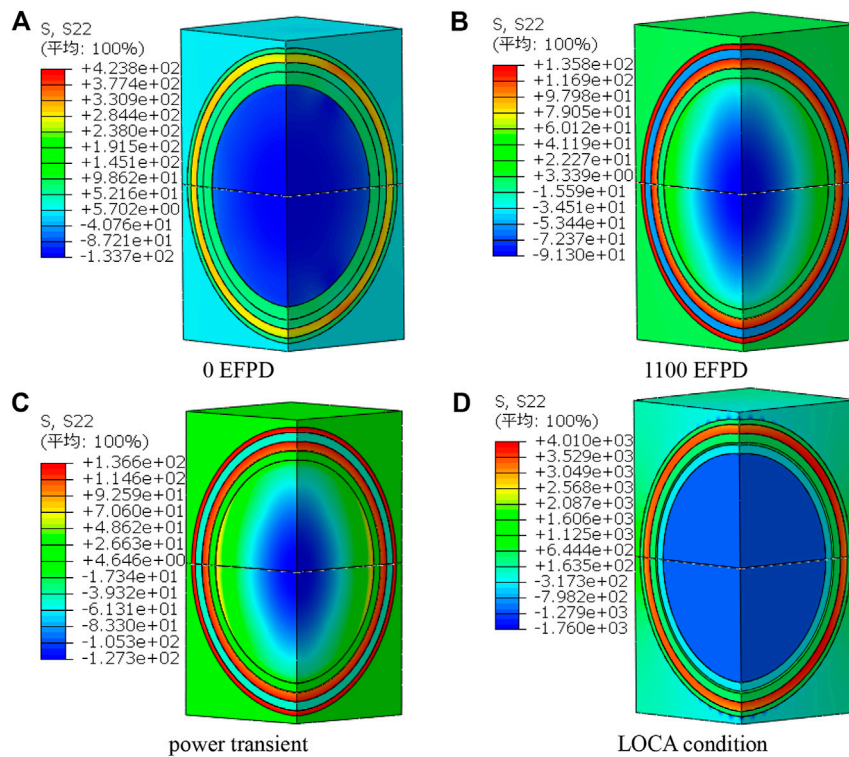 A
S, S22
(平均: 100%)
+4.238e+02
+3.774e+02
+3.309e+02
+2.844e+02
+2.380e+02
+1.915e+02
+1.451e+02
+9.862e+01
+5.216e+01
+5.702e+00
-4.076e+01
-8.721e+01
-1.337e+02
0 EFPD
B
S, S22
(平均: 100%)
+1.358e+02
+1.169e+02
+9.798e+01
+7.905e+01
+6.012e+01
+4.119e+01
+2.227e+01
+3.339e+00
-1.559e+01
-3.451e+01
-5.344e+01
-7.237e+01
-9.130e+01
1100 EFPD
C
S, S22
(平均: 100%)
+1.366e+02
+1.146e+02
+9.259e+01
+7.060e+01
+4.862e+01
+2.663e+01
+4.646e+00
-1.734e+01
-3.932e+01
-6.131e+01
-8.330e+01
-1.053e+02
-1.273e+02
power transient
D
S, S22
(平均: 100%)
+4.010e+03
+3.529e+03
+3.049e+03
+2.568e+03
+2.087e+03
+1.606e+03
+1.125e+03
+6.444e+02
+1.635e+02
-3.173e+02
-7.982e+02
-1.279e+03
-1.760e+03
LOCA condition